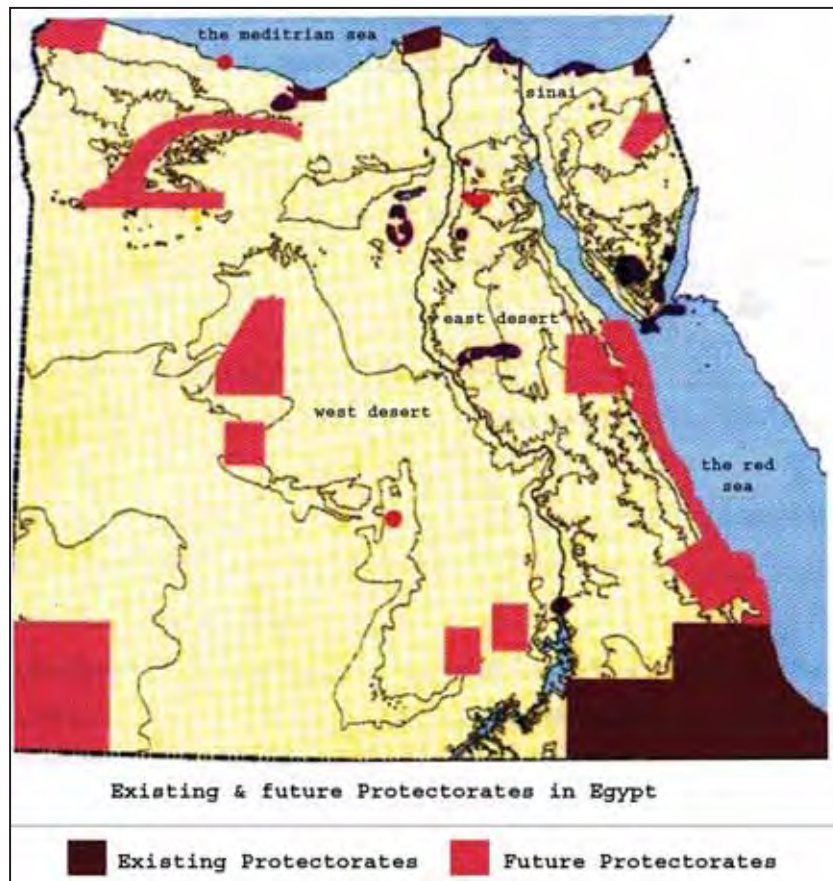 the meditrian sea
sinai
east desert
west desert
the red
sea
Existing & future Protectorates in Egypt
Existing Protectorates
Future Protectorates